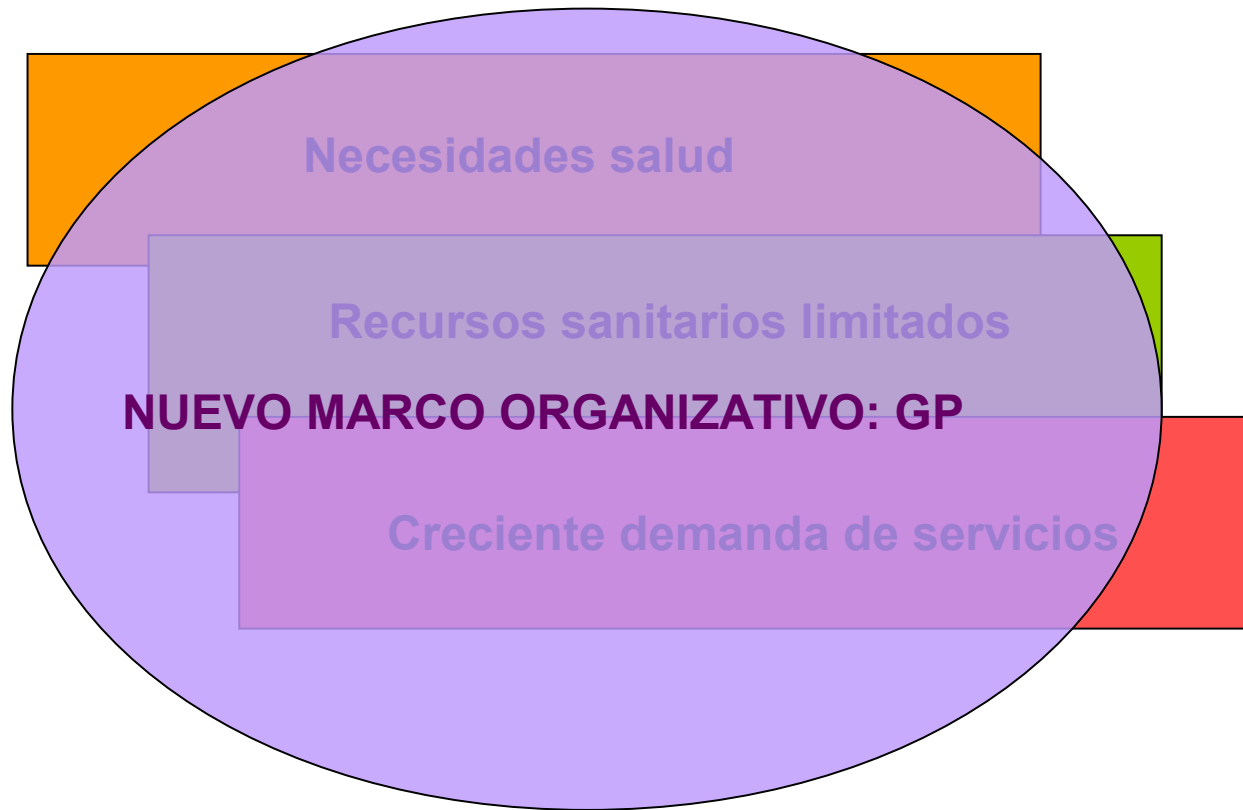 Necesidades salud
Recursos sanitarios limitados
NUEVO MARCO ORGANIZATIVO: GP
Creciente demanda de servicios